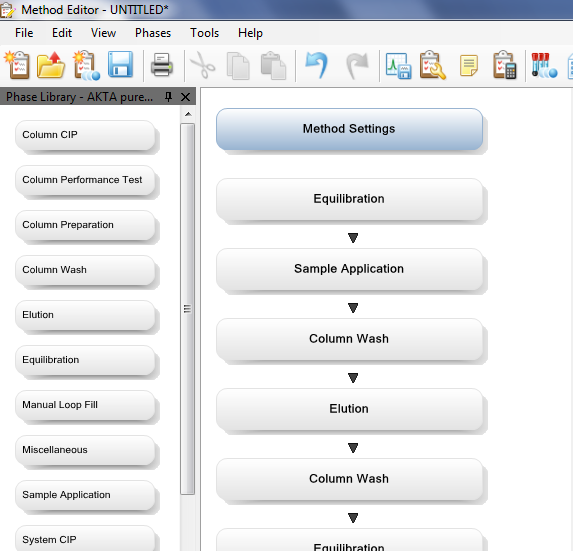 Method Editor - UNTITLED*
File Edit View Phases Tools Help
Phase Library - AKTA pure...
Column CIP
Column Performance Test
Column Preparation
Column Wash
Elution
Equilibration
Manual Loop Fill
Miscellaneous
Sample Application
System CIP
Method Settings
Equilibration
Sample Application
Column Wash
Elution
Column Wash
Equilibration